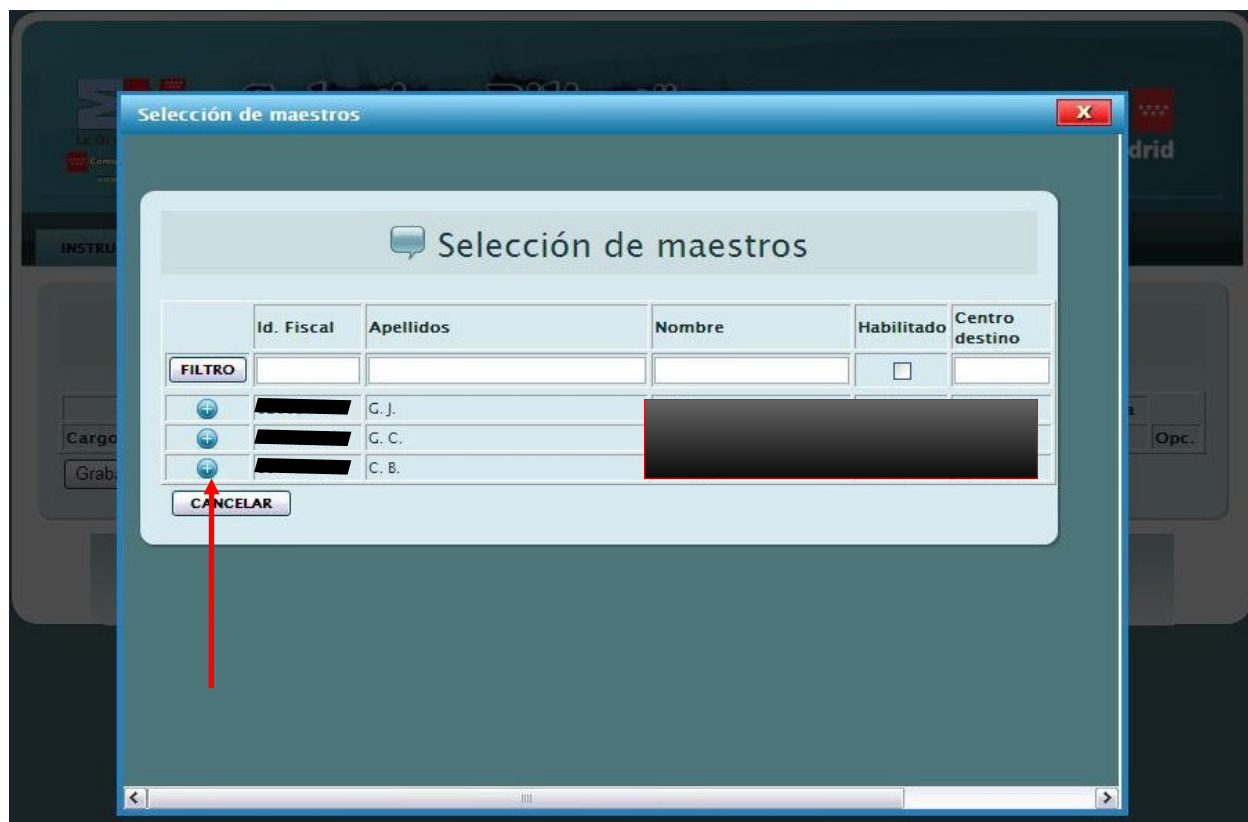 Selección de maestros
X
drid
INSTRU
Selección de maestros
Id. Fiscal Apellidos Nombre Habilitado Centro destino
FILTRO
G. J.
G. C.
C. B.
Cargo
Opc.
Graba
CANCELAR